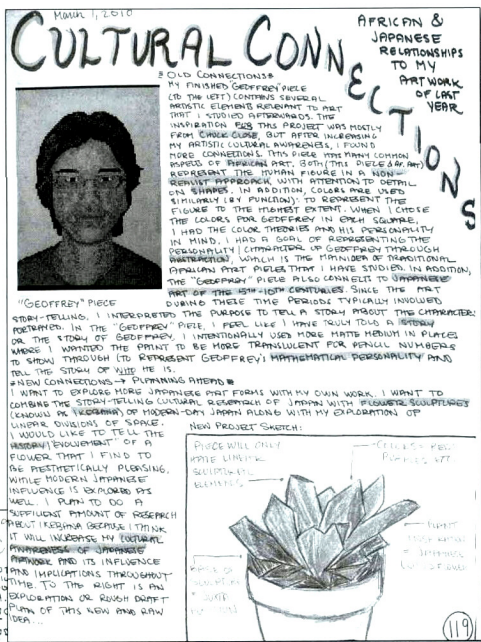 March 1, 2010
CULTURAL CONNECTIONS
AFRICAN &
JAPANESE
RELATIONSHIPS
TO MY
ARTWORK
OF LAST
YEAR
* OLD CONNECTIONS *
MY FINISHED "GEOFFREY" PIECE
(TO THE LEFT) CONTAINS SEVERAL
ARTISTIC ELEMENTS RELEVANT TO ART
THAT I STUDIED AFTERWARDS. THE
INSPIRATION FOR THIS PROJECT WAS MOSTLY
FROM CHUCK CLOSE, BUT AFTER INCREASING
MY ARTISTIC CULTURAL AWARENESS, I FOUND
MORE CONNECTIONS. THIS PIECE HAS MANY COMMON
ASPECTS OF AFRICAN ART. BOTH (THIS PIECE & AF. ART)
REPRESENT THE HUMAN FIGURE IN A NON-
REALIST APPROACH, WITH ATTENTION TO DETAIL
ON SHAPES. IN ADDITION, COLORS ARE USED
SIMILARLY (BY FUNCTION): TO REPRESENT THE
FIGURE TO THE HIGHEST EXTENT. WHEN I CHOSE
THE COLORS FOR GEOFFREY IN EACH SQUARE,
I HAD THE COLOR THEORIES AND HIS PERSONALITY
IN MIND. I HAD A GOAL OF REPRESENTING THE
PERSONALITY / CHARACTER OF GEOFFREY THROUGH
ABSTRACTION, WHICH IS THE OF TRADITIONAL
AFRICAN ART PIECES THAT I HAVE STUDIED. IN ADDITION,
THE "GEOFFREY" PIECE ALSO CONNECTS TO JAPANESE
ART OF THE 15TH-16TH CENTURIES. SINCE THE ART
"GEOFFREY" PIECE
DURING THESE TIME PERIODS TYPICALLY INVOLVED
STORY-TELLING, I INTERPRETED THE PURPOSE TO TELL A STORY ABOUT THE CHARACTER
PORTRAYED. IN THE "GEOFFREY" PIECE, I FEEL LIKE I HAVE TRULY TOLD A STORY
OR THE STORY OF GEOFFREY. I INTENTIONALLY USED MORE MATTE MEDIUM IN PLACES
WHERE I WANTED THE PAINT TO BE MORE TRANSLUCENT FOR PENCIL NUMBERS
TO SHOW THROUGH (TO REPRESENT GEOFFREY'S MATHEMATICAL PERSONALITY AND
TELL THE STORY OF WHO HE IS.
* NEW CONNECTIONS → PLANNING AHEAD *
I WANT TO EXPLORE MORE JAPANESE ART FORMS WITH MY OWN WORK. I WANT TO
COMBINE THE STORY-TELLING CULTURAL RESEARCH OF JAPAN WITH FLOWER SCULPTURES
(KNOWN AS IKEBANA) OF MODERN-DAY JAPAN ALONG WITH MY EXPLORATION OF
LINEAR DIVISIONS OF SPACE.
I WOULD LIKE TO TELL THE
HISTORY/"EVOLVEMENT" OF A
FLOWER THAT I FIND TO
BE AESTHETICALLY PLEASING,
WHILE MODERN JAPANESE
INFLUENCE IS EXPLORED AS
WELL. I PLAN TO DO A
SUFFICIENT AMOUNT OF RESEARCH
ABOUT IKEBANA BECAUSE I THINK
IT WILL INCREASE MY CULTURAL
AWARENESS OF JAPANESE
ARTWORK AND ITS INFLUENCE
AND IMPLICATIONS THROUGHOUT
TIME. TO THE RIGHT IS AN
EXPLORATION OR ROUGH DRAFT
PLAN OF THIS NEW AND RAW
IDEA...
NEW PROJECT SKETCH:
PIECE WILL ONLY
HAVE LINEAR
SCULPTURAL
ELEMENTS
119